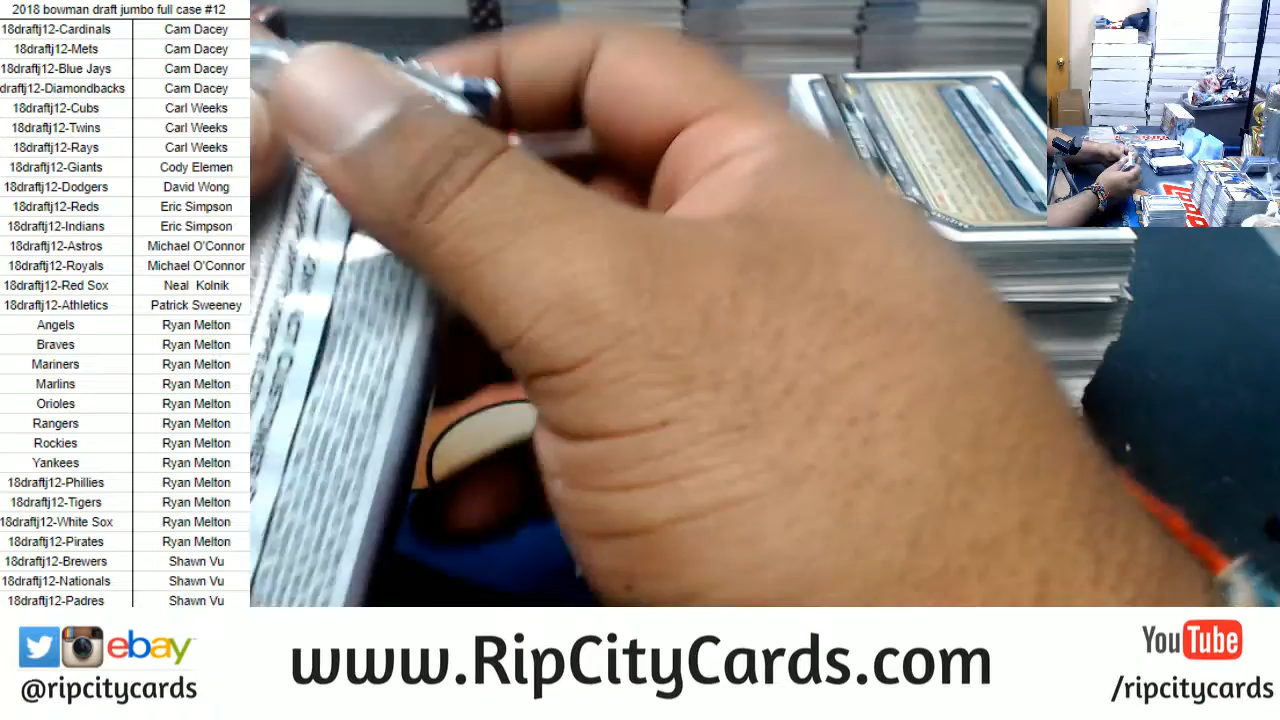 2018 bowman draft jumbo full case #12
18draftj12-Cardinals Cam Dacey
18draftj12-Mets Cam Dacey
18draftj12-Blue Jays Cam Dacey
draftj12-Diamondbacks Cam Dacey
18draftj12-Cubs Carl Weeks
18draftj12-Twins Carl Weeks
18draftj12-Rays Carl Weeks
18draftj12-Giants Cody Elemen
18draftj12-Dodgers David Wong
18draftj12-Reds Eric Simpson
18draftj12-Indians Eric Simpson
18draftj12-Astros Michael O'Connor
18draftj12-Royals Michael O'Connor
18draftj12-Red Sox Neal Kolnik
18draftj12-Athletics Patrick Sweeney
Angels Ryan Melton
Braves Ryan Melton
Mariners Ryan Melton
Marlins Ryan Melton
Orioles Ryan Melton
Rangers Ryan Melton
Rockies Ryan Melton
Yankees Ryan Melton
18draftj12-Phillies Ryan Melton
18draftj12-Tigers Ryan Melton
18draftj12-White Sox Ryan Melton
18draftj12-Pirates Ryan Melton
18draftj12-Brewers Shawn Vu
18draftj12-Nationals Shawn Vu
18draftj12-Padres Shawn Vu
ebay
@ripcitycards
www.RipCityCards.com
YouTube
/ripcitycards